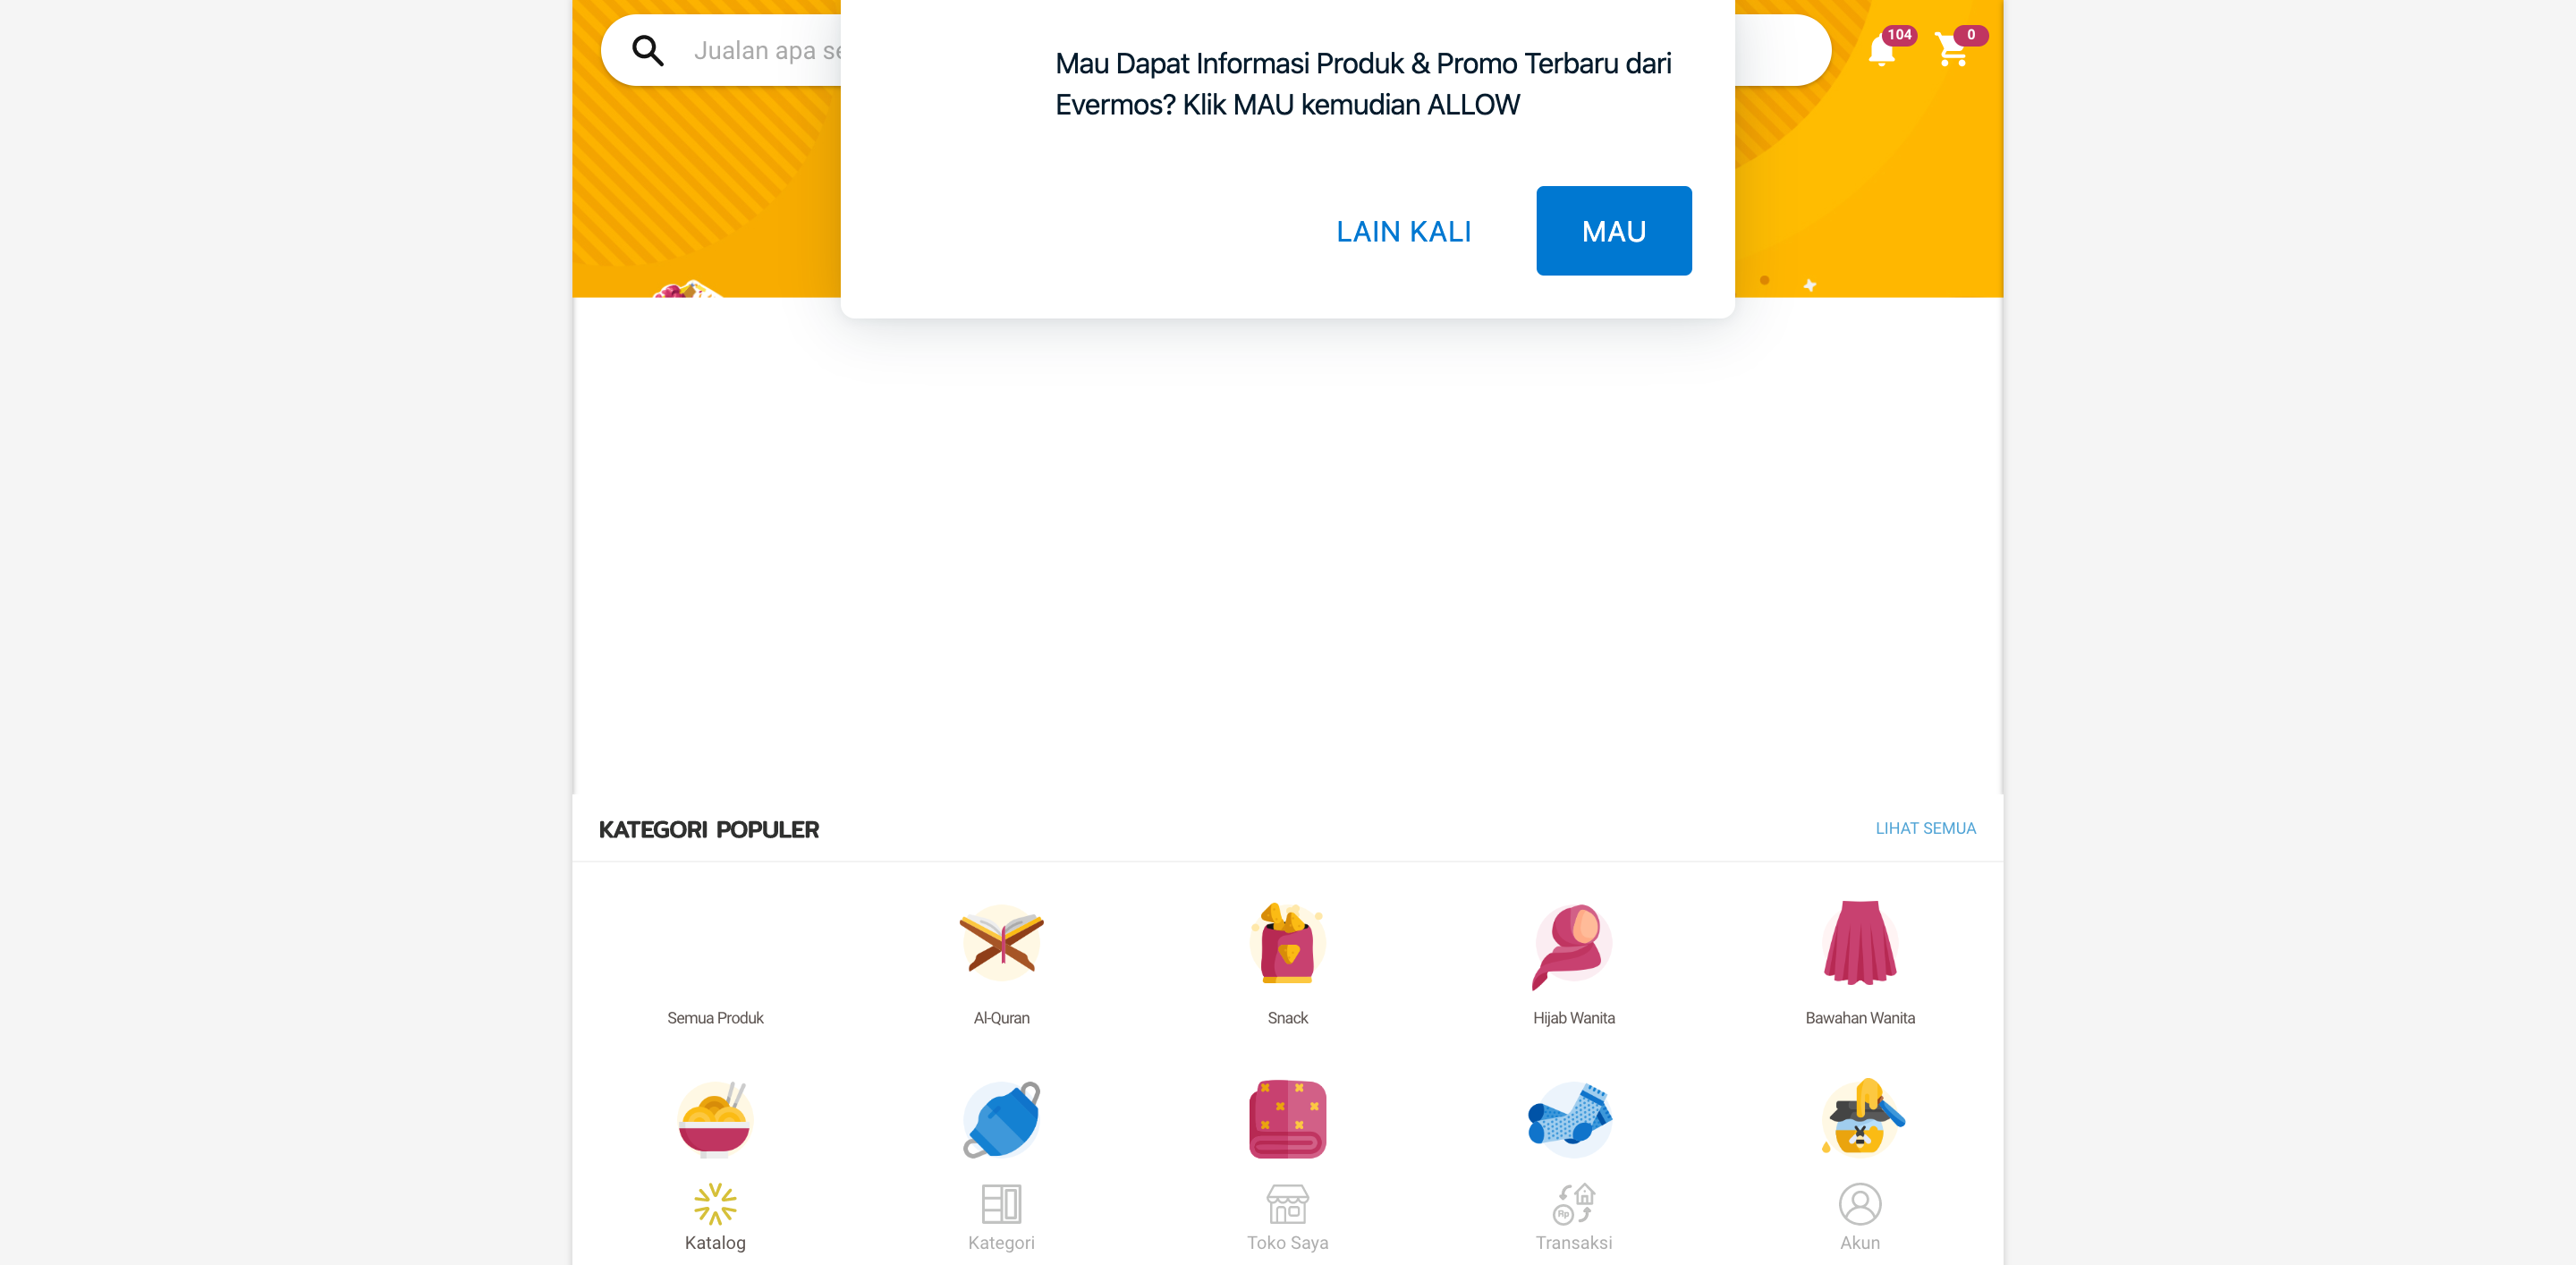 Jualan apa se
104
0
Mau Dapat Informasi Produk & Promo Terbaru dari
Evermos? Klik MAU kemudian ALLOW
LAIN KALI
MAU
KATEGORI POPULER
LIHAT SEMUA
Semua Produk
Al-Quran
Snack
Hijab Wanita
Bawahan Wanita
Rp
Katalog
Kategori
Toko Saya
Transaksi
Akun